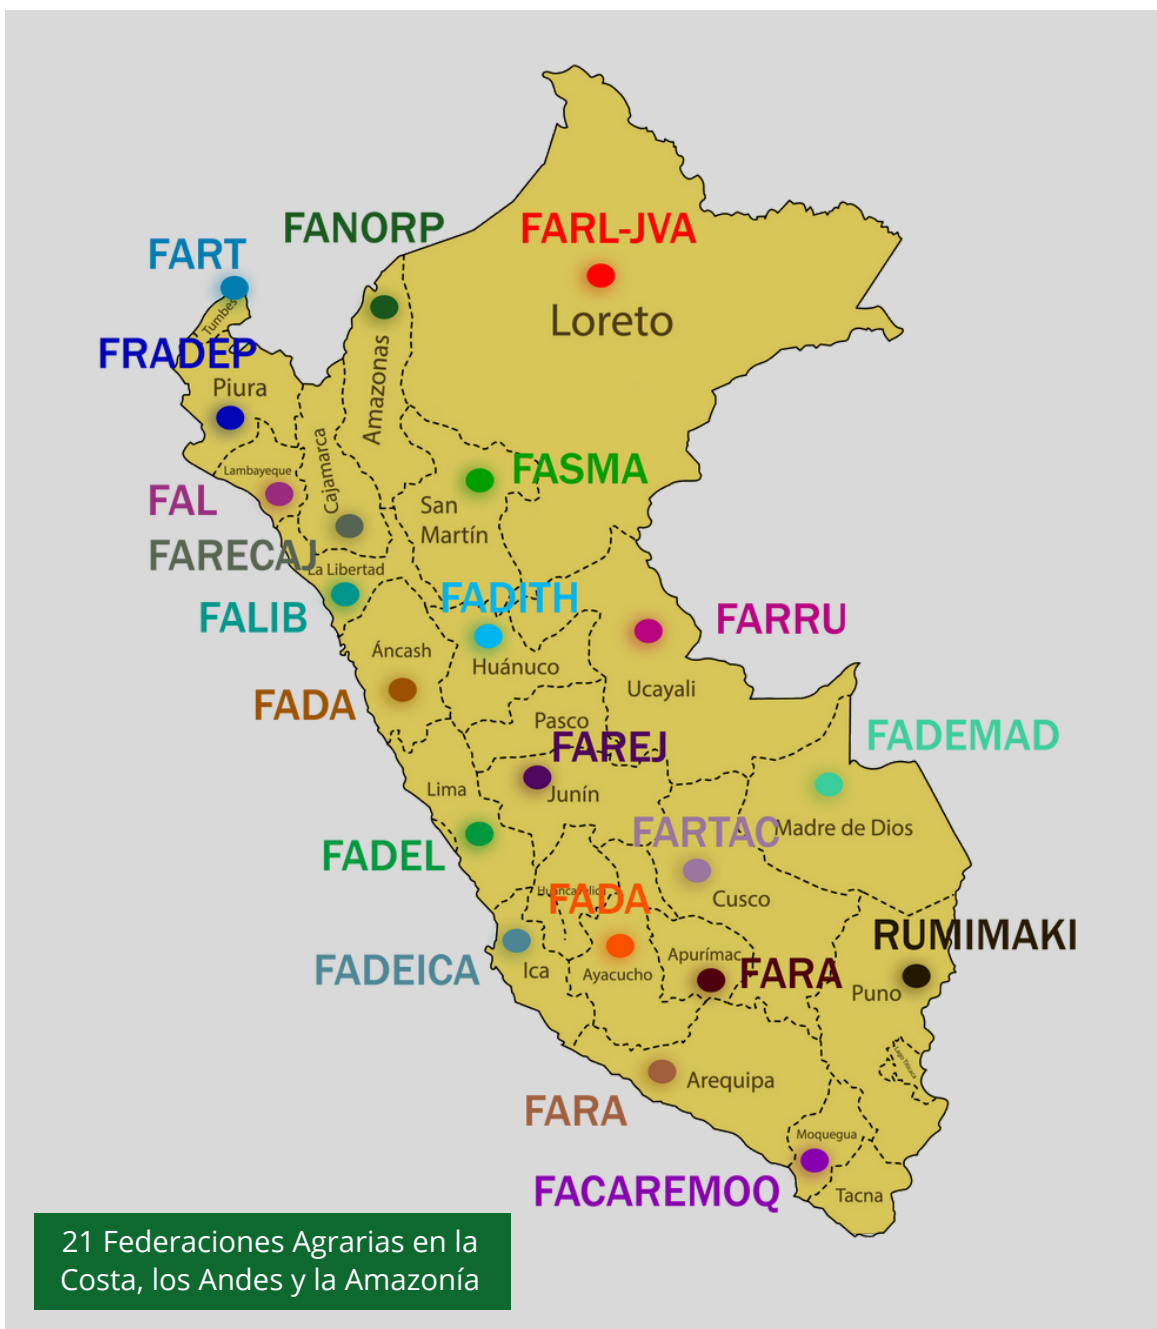 FANORP
FARL-JVA
FART
Tumbes
Loreto
FRADEP
Piura
Amazonas
Lambayeque
Cajamarca
FASMA
FAL
San
Martín
FARECAJ
La Libertad
FADITH
FALIB
FARRU
Áncash
Huánuco
Ucayali
FADA
Pasco
FADEMAD
FAREJ
Lima
Junín
Madre de Dios
FARTAC
FADEL
Huancavelica
FADA
Cusco
RUMIMAKI
Apurímac
FADEICA
Ica
Ayacucho
FARA
Puno
Lago Titicaca
Arequipa
FARA
Moquegua
FACAREMOQ
Tacna
21 Federaciones Agrarias en la
Costa, los Andes y la Amazonía